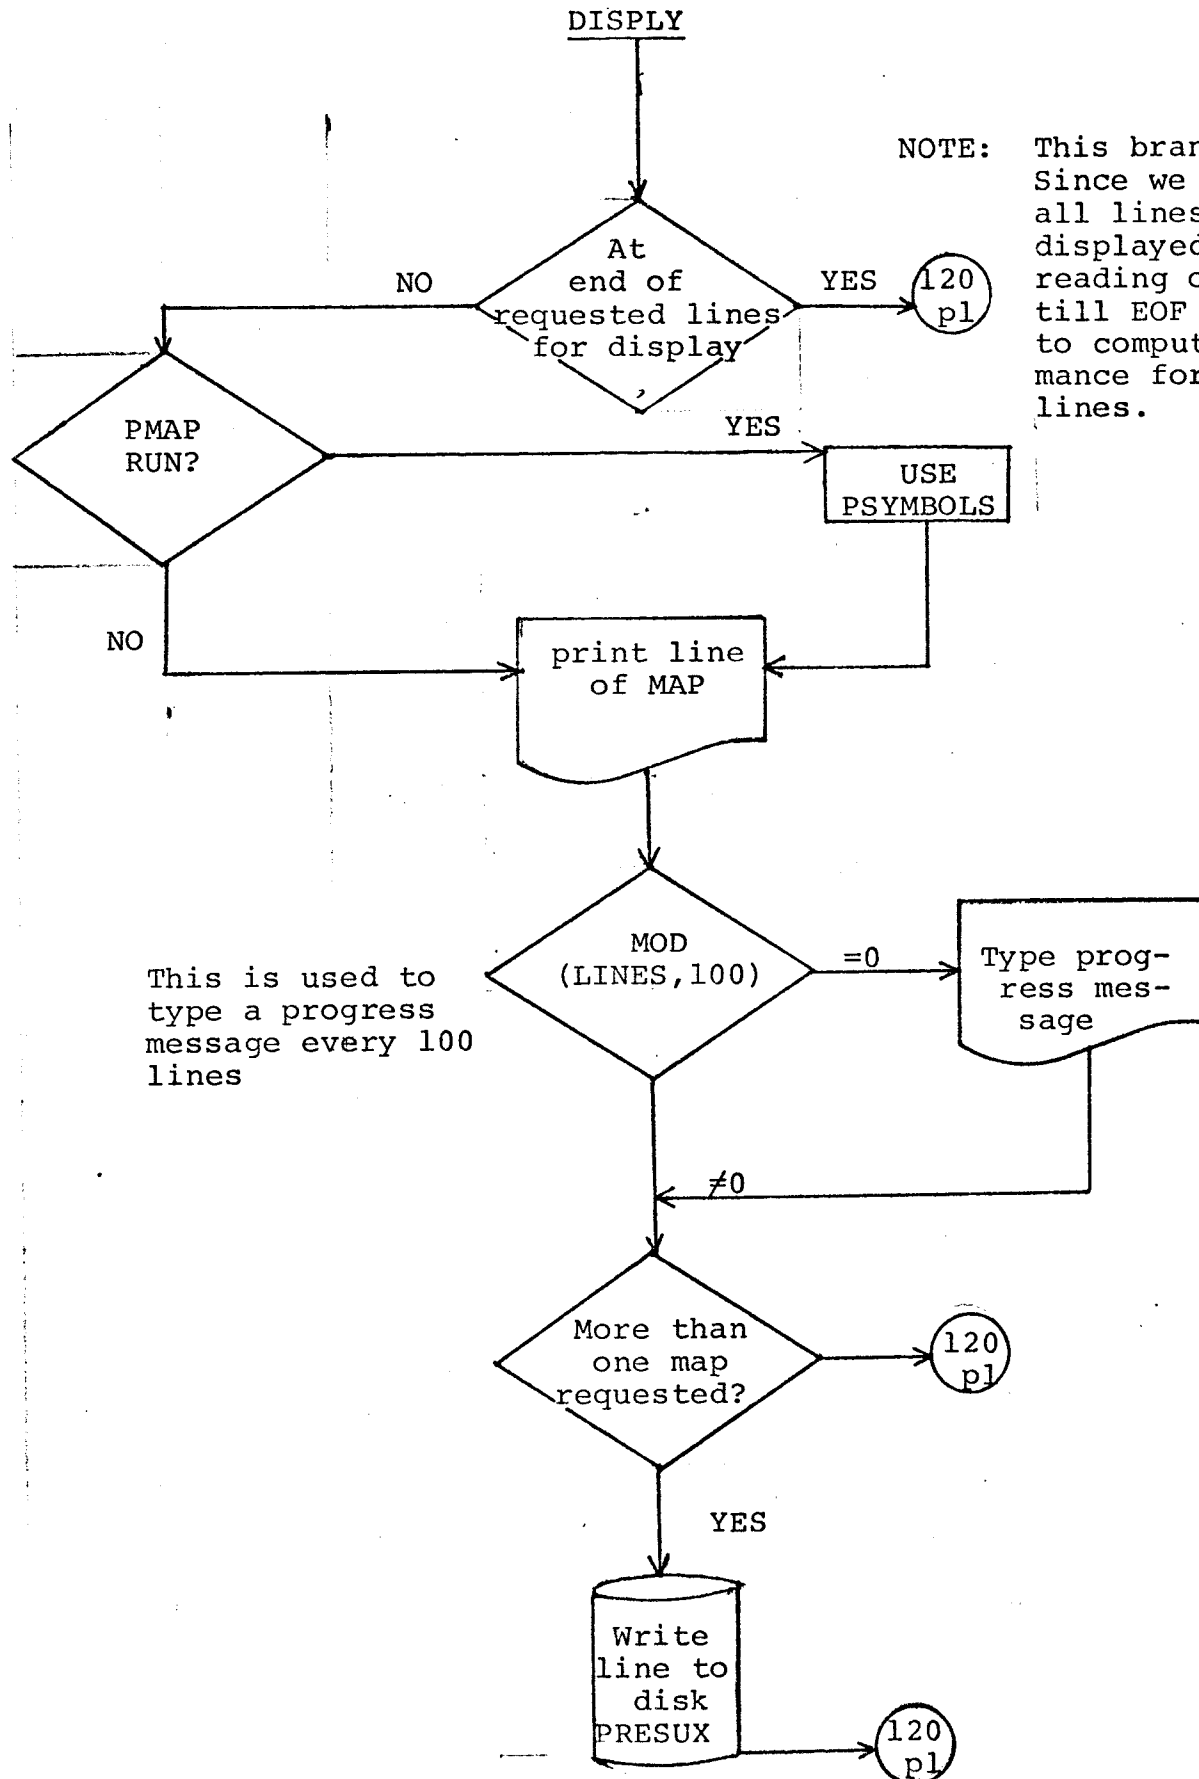 DISPLY
NOTE:
This bran
Since we
all lines
displayed
reading
till EOF
to comput
mance for
lines.
At
end of
requested lines
for display
NO
YES
120
p1
PMAP
RUN?
YES
USE
PSYMBOLS
NO
print line
of MAP
MOD
(LINES,100)
=0
Type prog-
ress mes-
sage
This is used to
type a progress
message every 100
lines
≠0
More than
one map
requested?
120
p1
YES
Write
line to
disk
PRESUX
120
p1